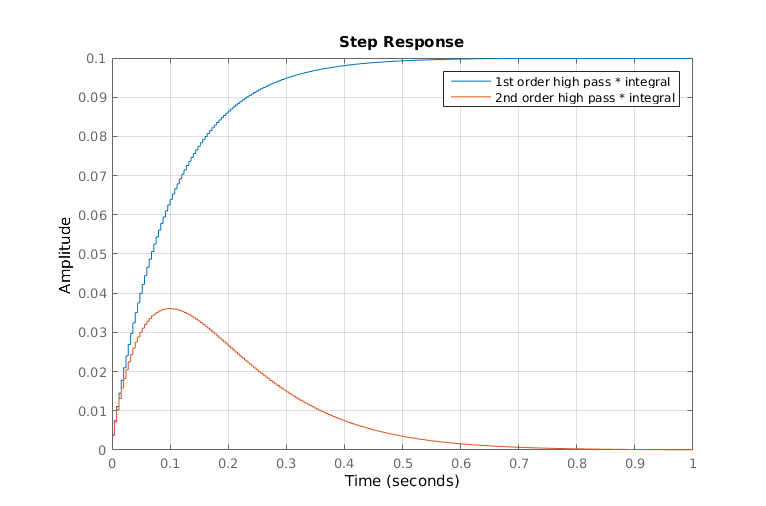 Step Response
1st order high pass * integral
2nd order high pass * integral
0.1
0.09
0.08
0.07
0.06
0.05
0.04
0.03
0.02
0.01
0
Amplitude
0 0.1 0.2 0.3 0.4 0.5 0.6 0.7 0.8 0.9 1
Time (seconds)